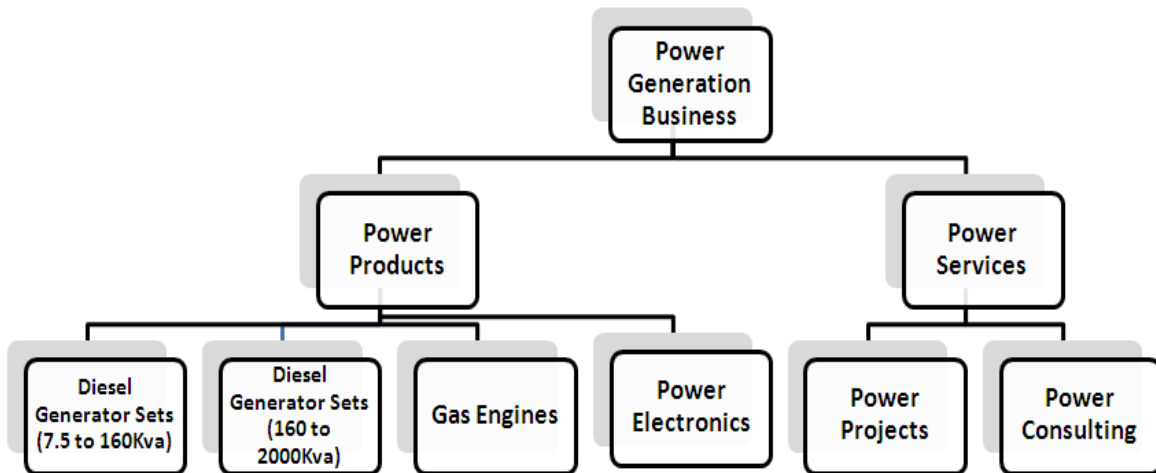 Power
Generation
Business
Power
Products
Power
Services
Diesel
Generator Sets
(7.5 to 160Kva)
Diesel
Generator Sets
(160 to
2000Kva)
Gas Engines
Power
Electronics
Power
Projects
Power
Consulting